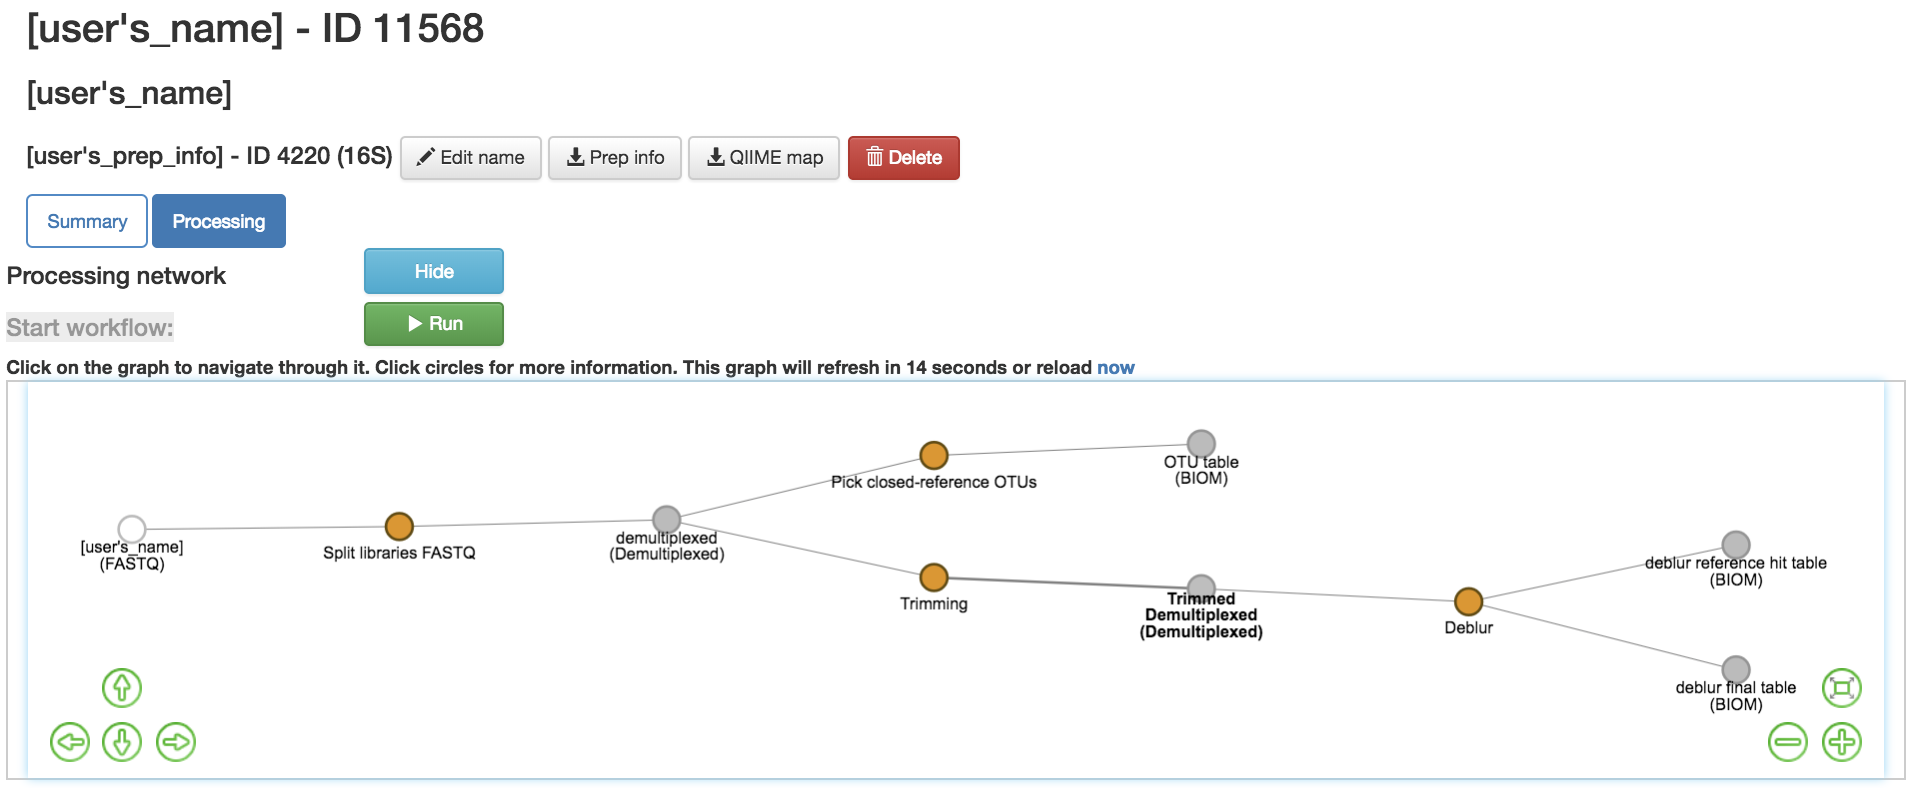 [user's_name] - ID 11568
[user's_name]
[user's_prep_info] - ID 4220 (16S)
Edit name
Prep info
QIIME map
Delete
Summary
Processing
Processing network
Hide
Start workflow:
Run
Click on the graph to navigate through it. Click circles for more information. This graph will refresh in 14 seconds or reload now
[user's_name]
(FASTQ)
Split libraries FASTQ
demultiplexed
(Demultiplexed)
Pick closed-reference OTUs
OTU table
(BIOM)
Trimming
Trimmed
Demultiplexed
(Demultiplexed)
Deblur
deblur reference hit table
(BIOM)
deblur final table
(BIOM)